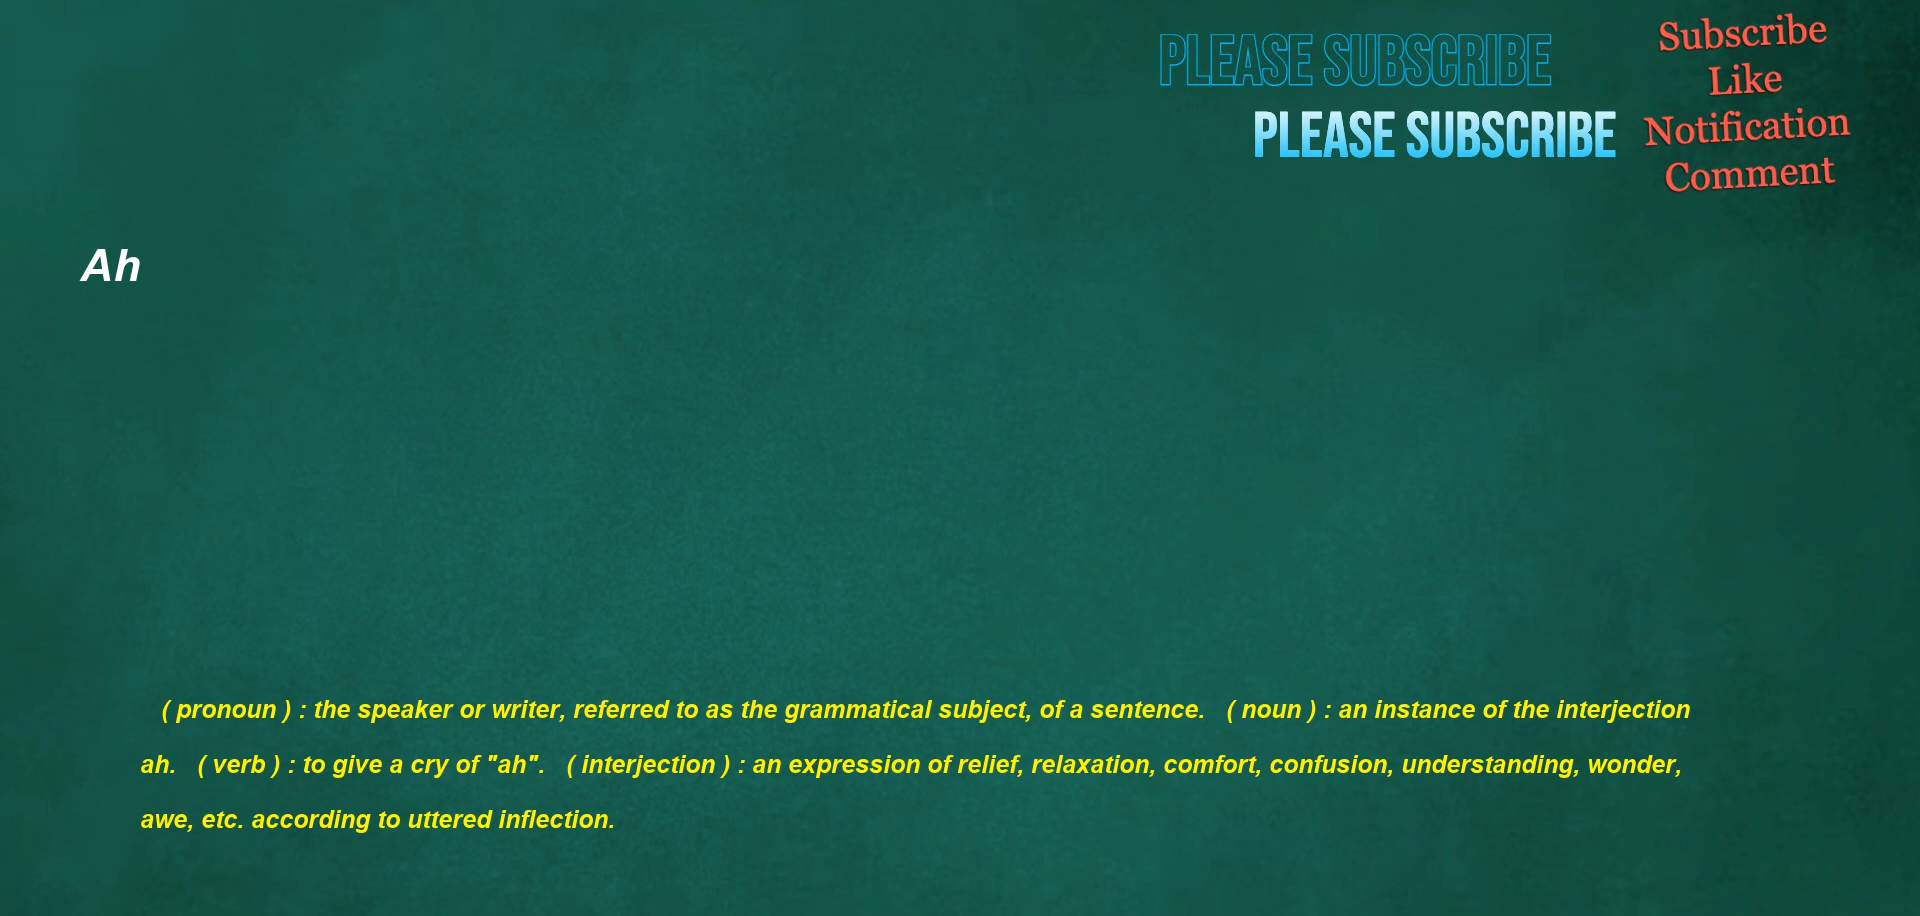 PLEASE SUBSCRIBE
PLEASE SUBSCRIBE
Subscribe
Like
Notification
Comment
Ah
( pronoun ) : the speaker or writer, referred to as the grammatical subject, of a sentence. ( noun ) : an instance of the interjection
ah. ( verb ) : to give a cry of "ah". ( interjection ) : an expression of relief, relaxation, comfort, confusion, understanding, wonder,
awe, etc. according to uttered inflection.